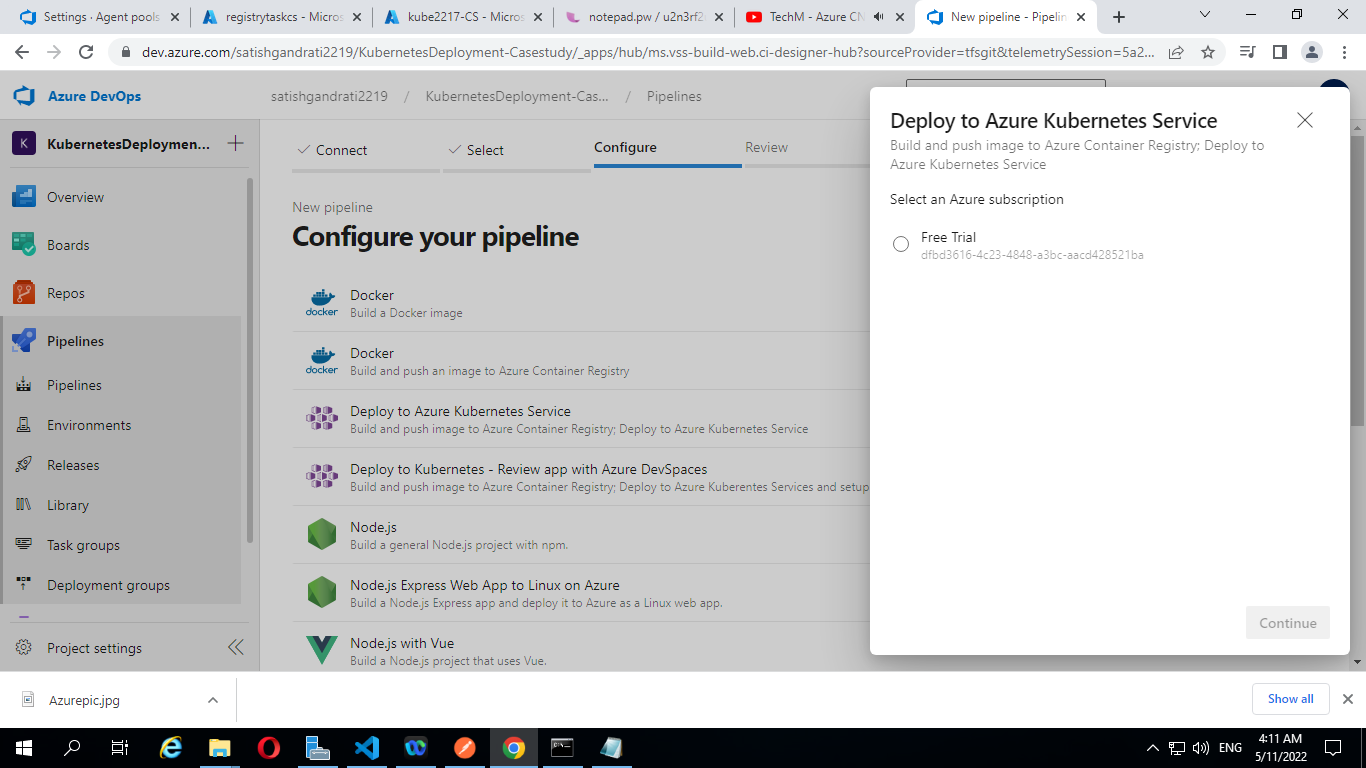 Settings - Agent pools
registrytaskcs - Micros
kube2217-CS - Micros
notepad.pw / u2n3rf2
TechM - Azure CN
New pipeline - Pipelin
dev.azure.com/satishgandrati2219/KubernetesDeployment-Casestudy/_apps/hub/ms.vss-build-web.ci-designer-hub?sourceProvider=tfsgit&telemetrySession=5a2...
Azure DevOps
satishgandrati2219 / KubernetesDeployment-Cas... / Pipelines
K KubernetesDeploymen...
Overview
Boards
Repos
Pipelines
Pipelines
Environments
Releases
Library
Task groups
Deployment groups
Project settings
Connect
Select
Configure
Review
New pipeline
Configure your pipeline
docker
Docker
Build a Docker image
docker
Docker
Build and push an image to Azure Container Registry
Deploy to Azure Kubernetes Service
Build and push image to Azure Container Registry; Deploy to Azure Kubernetes Service
Deploy to Kubernetes - Review app with Azure DevSpaces
Build and push image to Azure Container Registry; Deploy to Azure Kuberentes Services and setup
Node.js
Build a general Node.js project with npm.
Node.js Express Web App to Linux on Azure
Build a Node.js Express app and deploy it to Azure as a Linux web app.
Node.js with Vue
Build a Node.js project that uses Vue.
Deploy to Azure Kubernetes Service
Build and push image to Azure Container Registry; Deploy to
Azure Kubernetes Service
Select an Azure subscription
Free Trial
dfbd3616-4c23-4848-a3bc-aacd428521ba
Continue
Azurepic.jpg
Show all
ENG
4:11 AM
5/11/2022